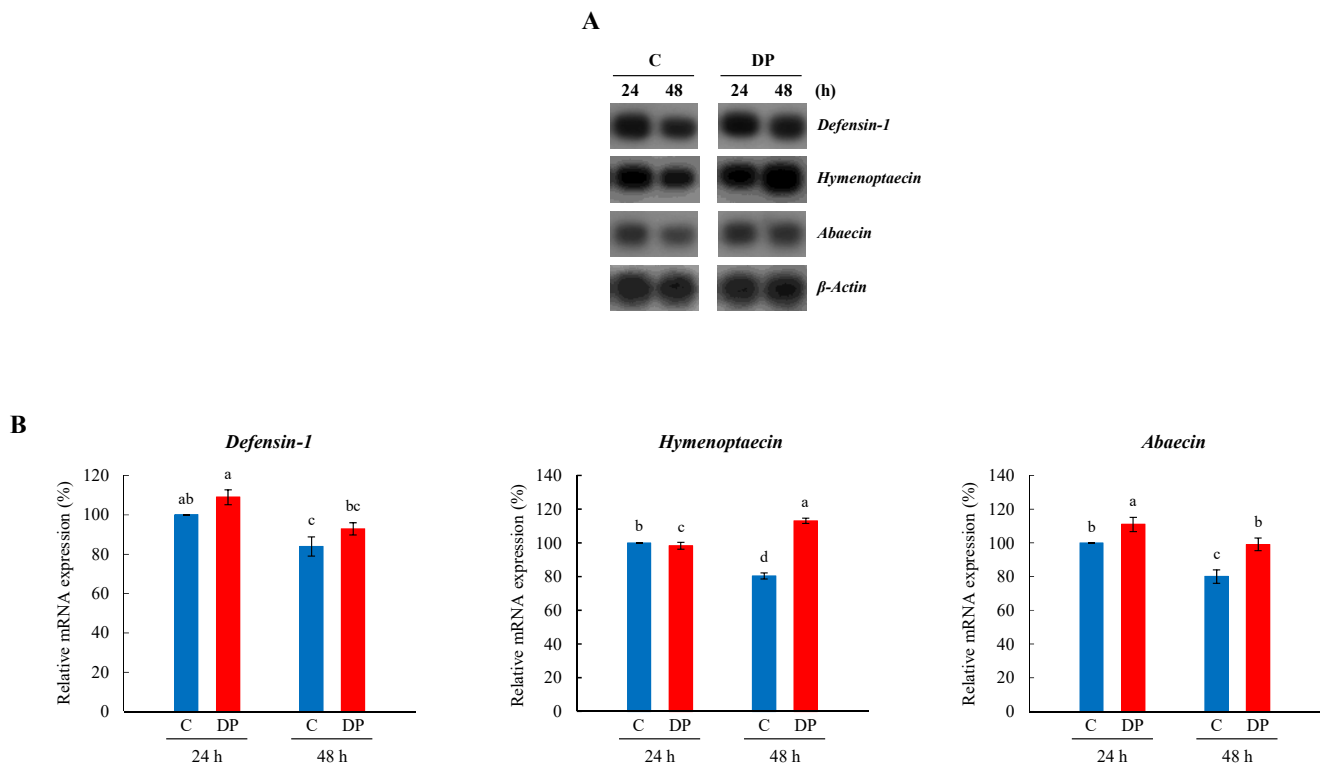 A
C DP
24 48 24 48 (h)
Defensin-1
Hymenoptaecin
Abaecin
β-Actin
B
Defensin-1
Relative mRNA expression (%)
120
100
80
60
40
20
0
ab
a
c
bc
C DP C DP
24 h 48 h
Hymenoptaecin
Relative mRNA expression (%)
140
120
100
80
60
40
20
0
b
c
d
a
C DP C DP
24 h 48 h
Abaecin
Relative mRNA expression (%)
140
120
100
80
60
40
20
0
b
a
c
b
C DP C DP
24 h 48 h